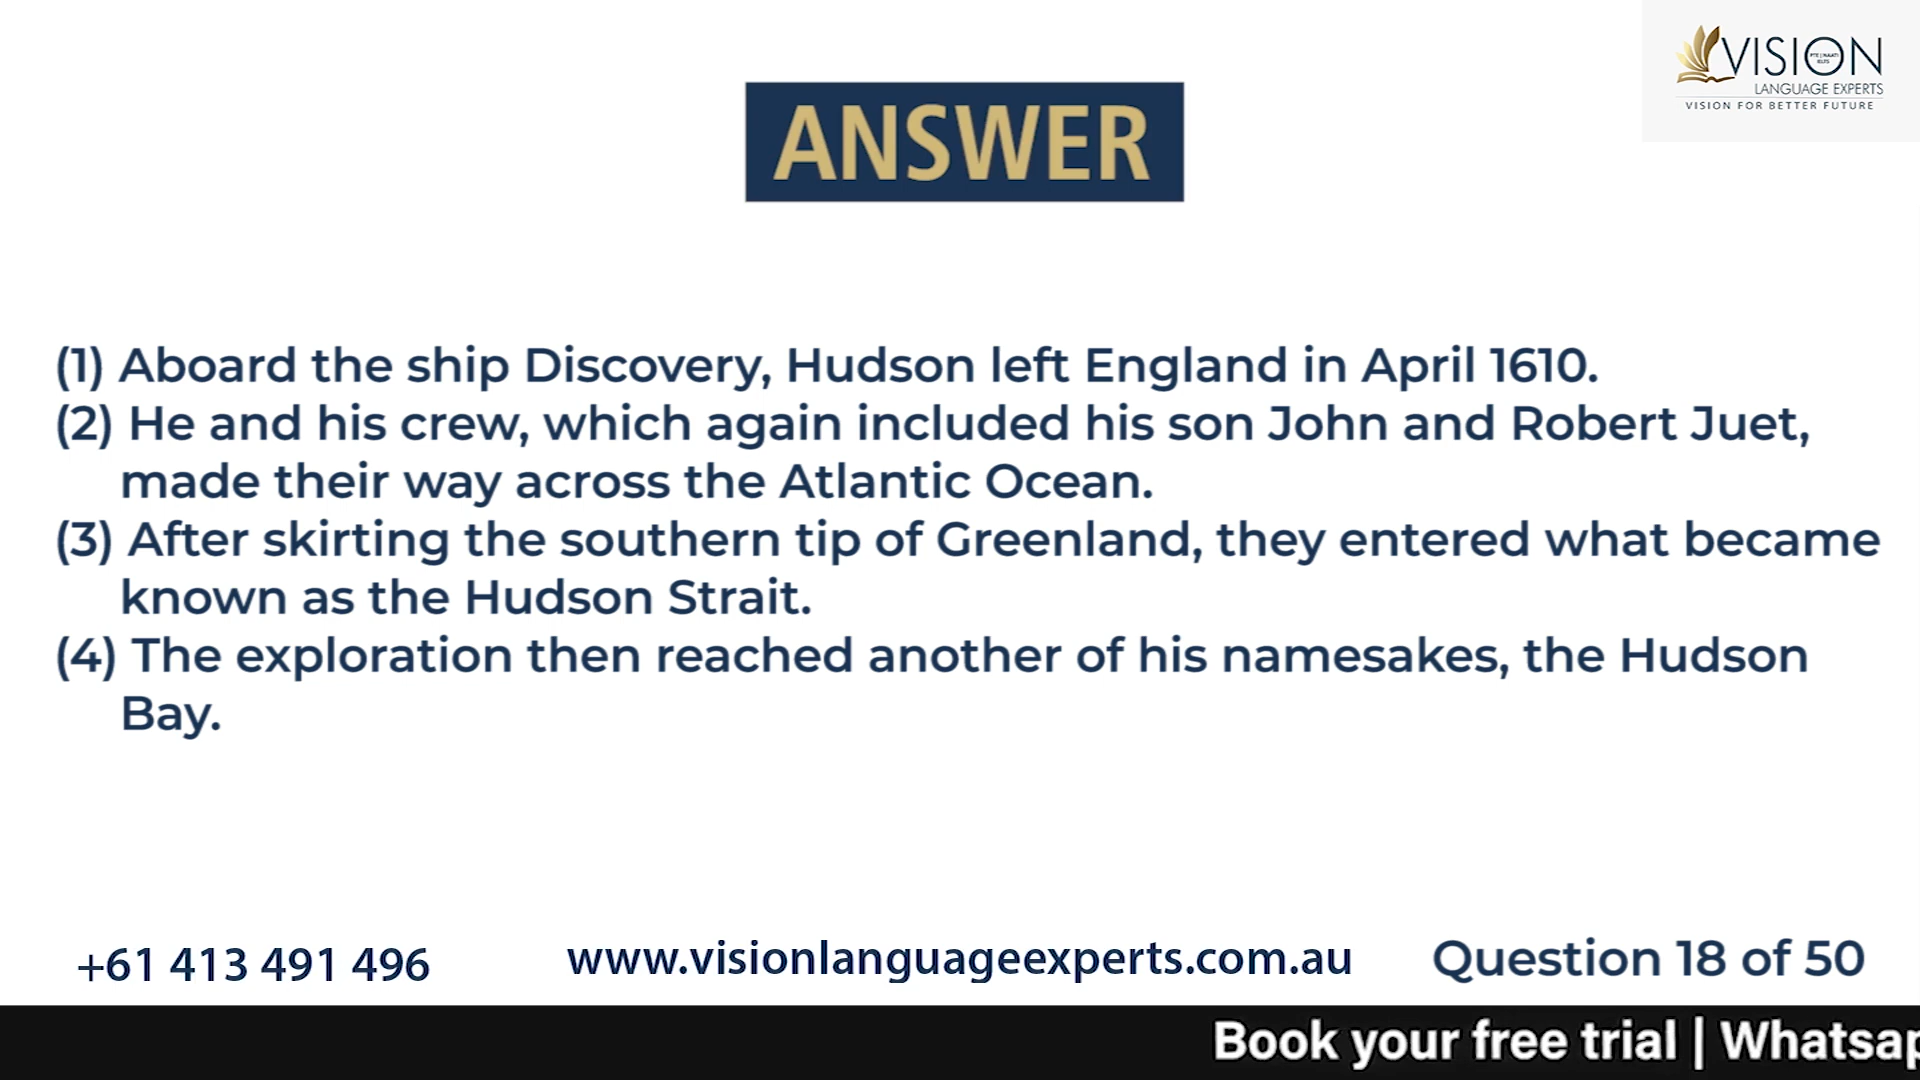 VISION
LANGUAGE EXPERTS
VISION FOR BETTER FUTURE
ANSWER
(1) Aboard the ship Discovery, Hudson left England in April 1610.
(2) He and his crew, which again included his son John and Robert Juet,
made their way across the Atlantic Ocean.
(3) After skirting the southern tip of Greenland, they entered what became
known as the Hudson Strait.
(4) The exploration then reached another of his namesakes, the Hudson
Bay.
+61 413 491 496
www.visionlanguageexperts.com.au
Question 18 of 50
Book your free trial | Whatsap